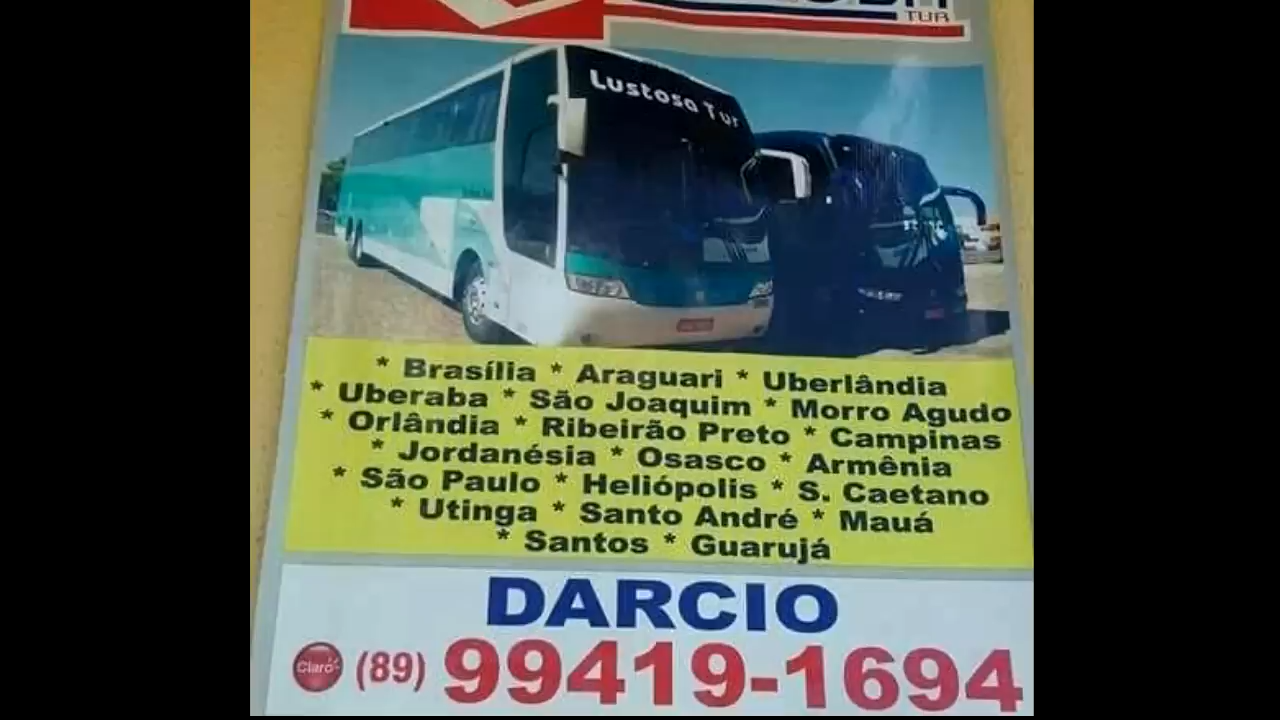 TUR
Lustosa Tur
* Brasília * Araguari * Uberlândia
* Uberaba * São Joaquim * Morro Agudo
* Orlândia * Ribeirão Preto * Campinas
* Jordanésia * Osasco * Armênia
* São Paulo * Heliópolis * S. Caetano
* Utinga * Santo André * Mauá
* Santos * Guarujá
DARCIO
Claro (89) 99419-1694